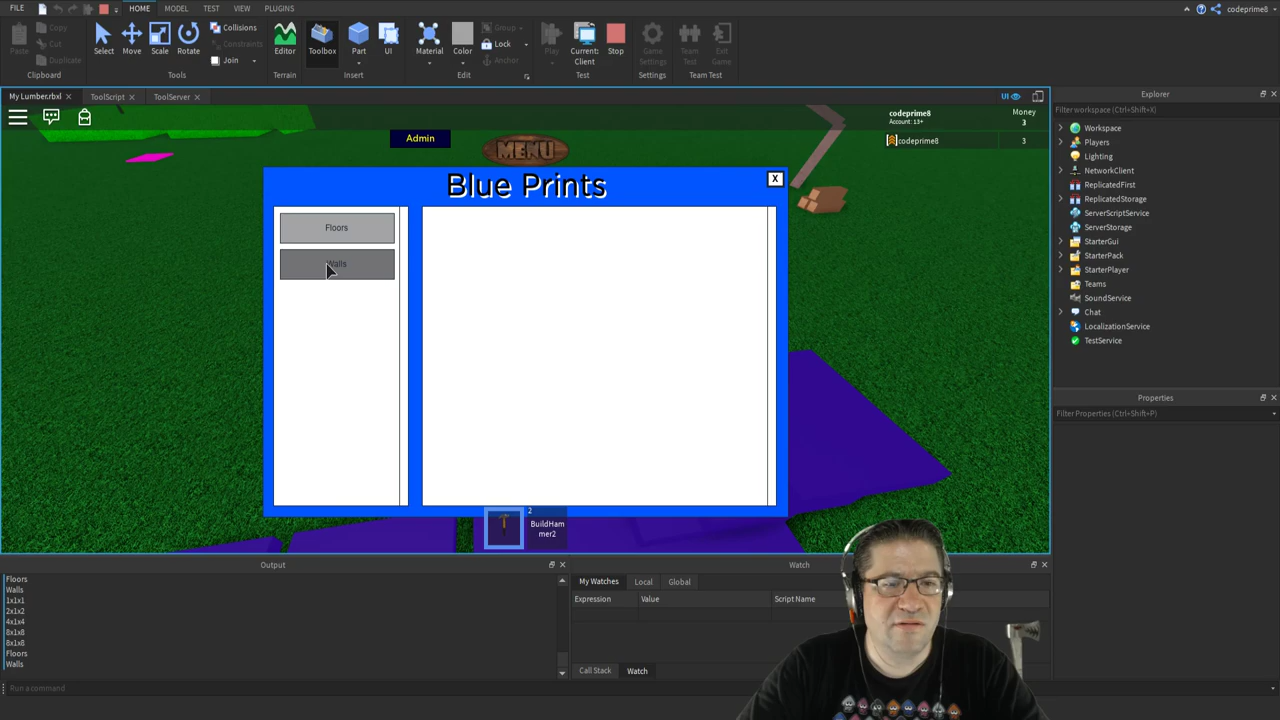 FILE HOME MODEL TEST VIEW PLUGINS codeprime8
Paste Copy Cut Duplicate Select Move Scale Rotate Collisions Constraints Join Editor Toolbox Part UI Material Color Group Lock Anchor Play Current: Client Stop Game Settings Team Test Exit Game
Clipboard Tools Terrain Insert Edit Test Settings Team Test
My Lumber.rbxl x ToolScript x ToolServer x UI
Explorer
Filter workspace (Ctrl+Shift+X)
Workspace
Players
Lighting
NetworkClient
ReplicatedFirst
ReplicatedStorage
ServerScriptService
ServerStorage
StarterGui
StarterPack
StarterPlayer
Teams
SoundService
Chat
LocalizationService
TestService
Properties
Filter Properties (Ctrl+Shift+P)
codeprime8 Money
Account: 13+ 3
codeprime8 3
Admin
MENU
Blue Prints X
Floors
Walls
2
BuildHam
mer2
Output
Floors
Walls
1x1x1
2x1x2
4x1x4
8x1x8
8x1x8
Floors
Walls
Watch
My Watches Local Global
Expression Value Script Name
Call Stack Watch
Run a command